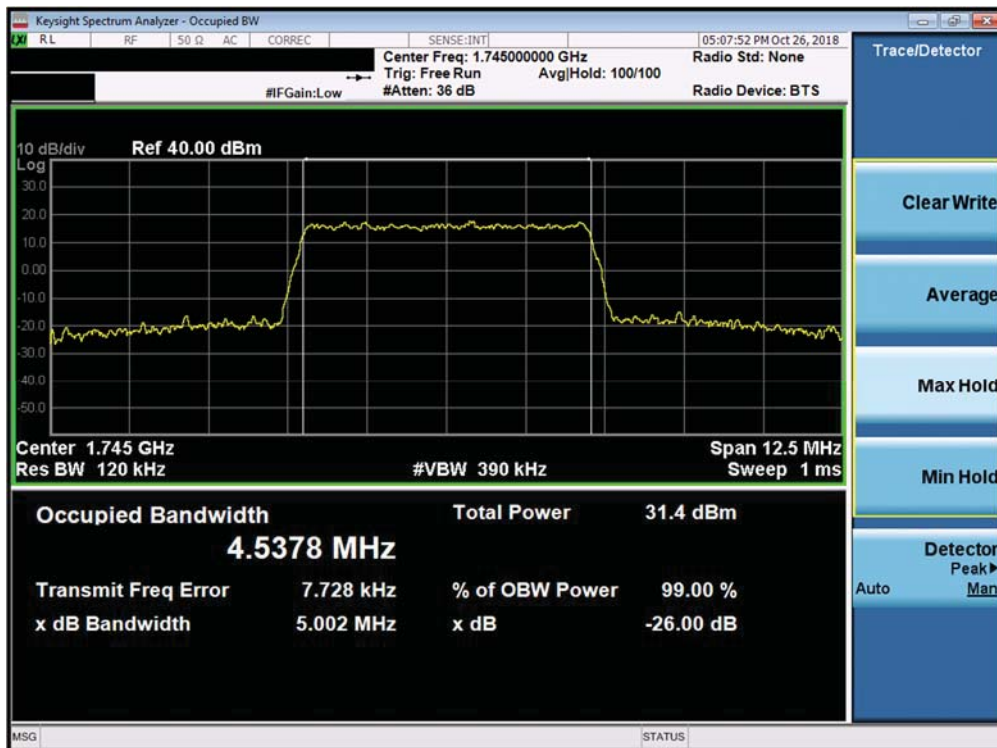 Keysight Spectrum Analyzer - Occupied BW
LXI RL RF 50 Ω AC CORREC SENSE:INT 05:07:52 PM Oct 26, 2018
Center Freq: 1.745000000 GHz Radio Std: None
Trig: Free Run Avg|Hold: 100/100
#IFGain:Low #Atten: 36 dB Radio Device: BTS
Trace/Detector
10 dB/div Ref 40.00 dBm
Log
30.0
20.0
10.0
0.00
-10.0
-20.0
-30.0
-40.0
-50.0
Center 1.745 GHz Span 12.5 MHz
Res BW 120 kHz #VBW 390 kHz Sweep 1 ms
Occupied Bandwidth Total Power 31.4 dBm
4.5378 MHz
Transmit Freq Error 7.728 kHz % of OBW Power 99.00 %
x dB Bandwidth 5.002 MHz x dB -26.00 dB
Clear Write
Average
Max Hold
Min Hold
Detector
Peak▶
Auto Man
MSG STATUS